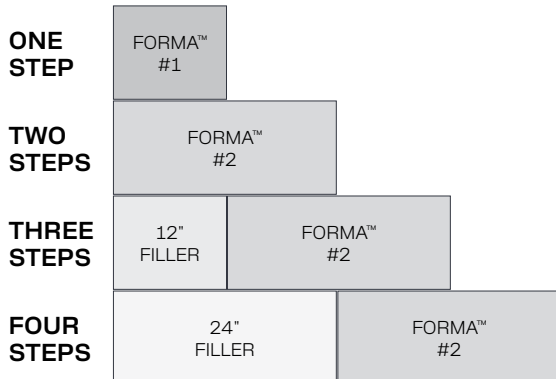 ONE
STEP
FORMA™
#1
TWO
STEPS
FORMA™
#2
THREE
STEPS
12"
FILLER
FORMA™
#2
FOUR
STEPS
24"
FILLER
FORMA™
#2